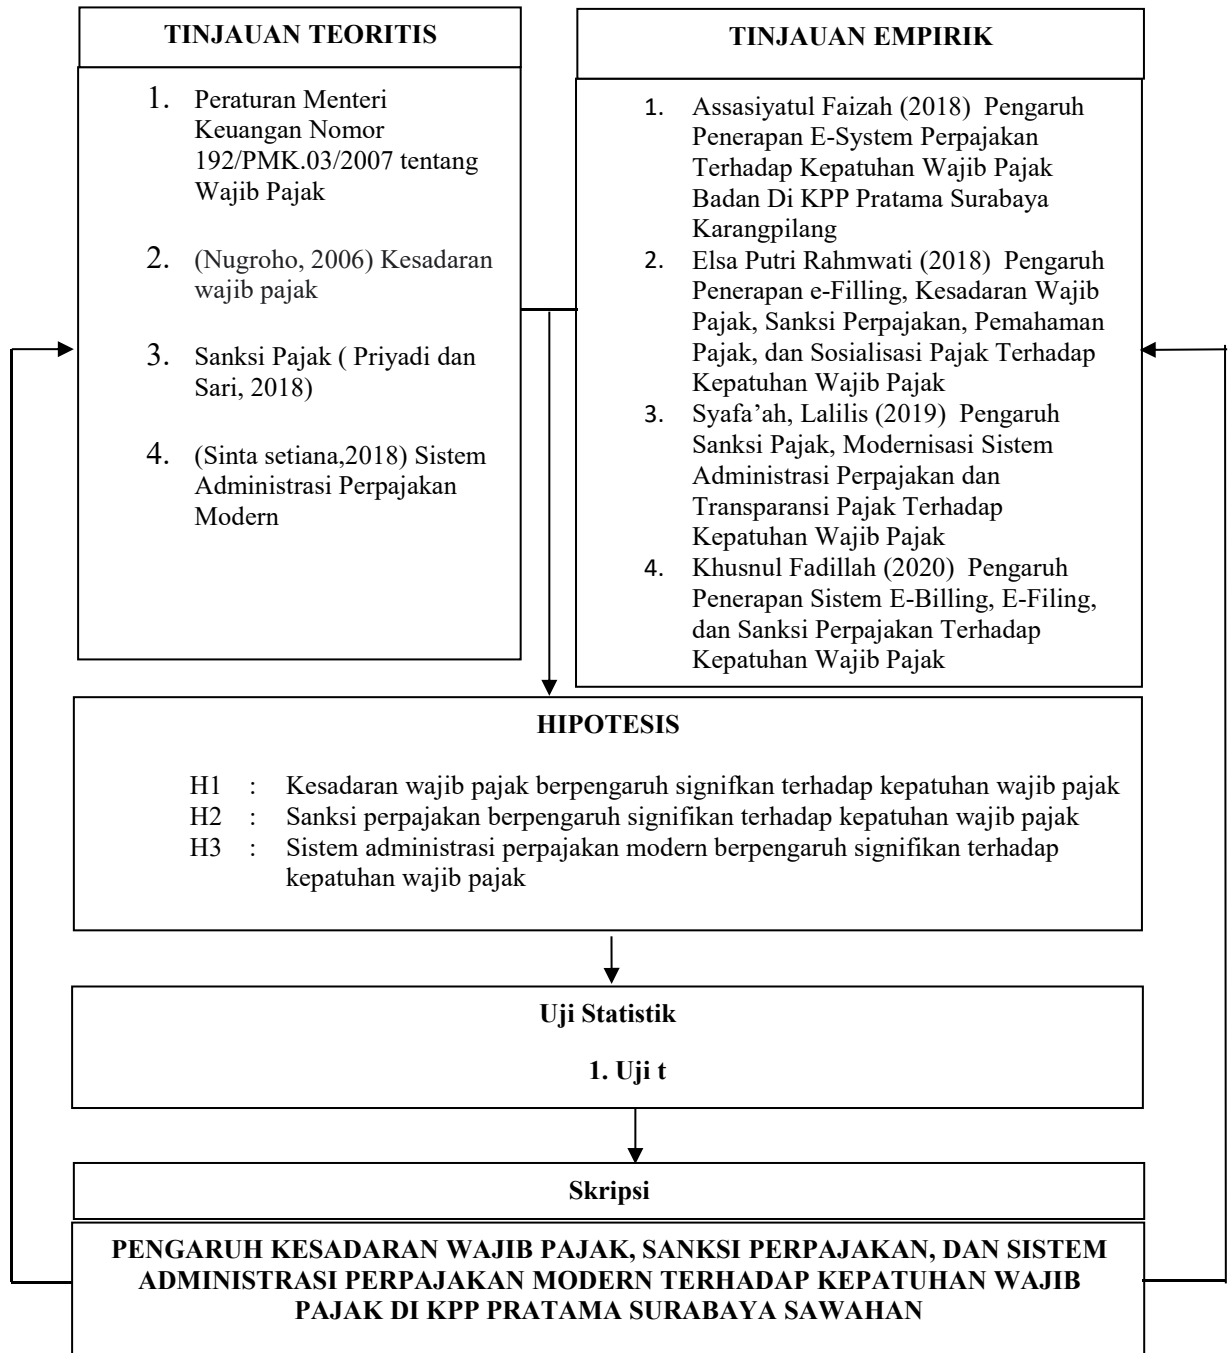 TINJAUAN TEORITIS
1. Peraturan Menteri
Keuangan Nomor
192/PMK.03/2007 tentang
Wajib Pajak
2. (Nugroho, 2006) Kesadaran
wajib pajak
3. Sanksi Pajak ( Priyadi dan
Sari, 2018)
4. (Sinta setiana,2018) Sistem
Administrasi Perpajakan
Modern
TINJAUAN EMPIRIK
1. Assasiyatul Faizah (2018) Pengaruh
Penerapan E-System Perpajakan
Terhadap Kepatuhan Wajib Pajak
Badan Di KPP Pratama Surabaya
Karangpilang
2. Elsa Putri Rahmwati (2018) Pengaruh
Penerapan e-Filling, Kesadaran Wajib
Pajak, Sanksi Perpajakan, Pemahaman
Pajak, dan Sosialisasi Pajak Terhadap
Kepatuhan Wajib Pajak
3. Syafa’ah, Lalilis (2019) Pengaruh
Sanksi Pajak, Modernisasi Sistem
Administrasi Perpajakan dan
Transparansi Pajak Terhadap
Kepatuhan Wajib Pajak
4. Khusnul Fadillah (2020) Pengaruh
Penerapan Sistem E-Billing, E-Filing,
dan Sanksi Perpajakan Terhadap
Kepatuhan Wajib Pajak
HIPOTESIS
H1 : Kesadaran wajib pajak berpengaruh signifkan terhadap kepatuhan wajib pajak
H2 : Sanksi perpajakan berpengaruh signifikan terhadap kepatuhan wajib pajak
H3 : Sistem administrasi perpajakan modern berpengaruh signifikan terhadap
kepatuhan wajib pajak
Uji Statistik
1. Uji t
Skripsi
PENGARUH KESADARAN WAJIB PAJAK, SANKSI PERPAJAKAN, DAN SISTEM
ADMINISTRASI PERPAJAKAN MODERN TERHADAP KEPATUHAN WAJIB
PAJAK DI KPP PRATAMA SURABAYA SAWAHAN